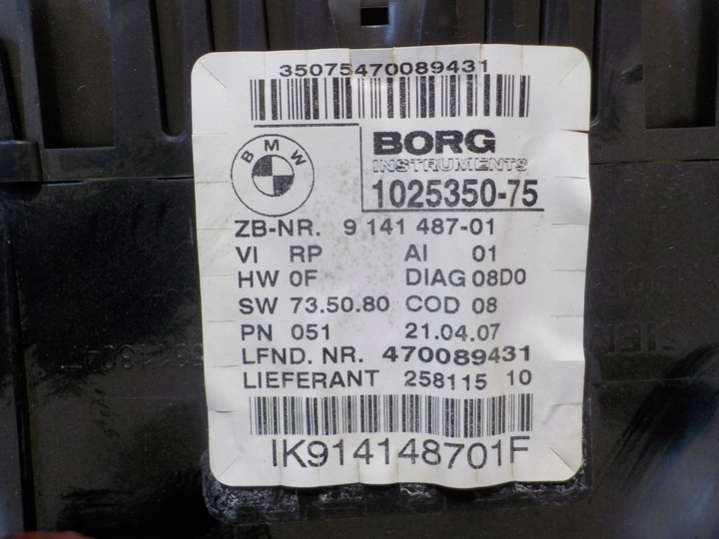 35075470089431
BMW
BORG
INSTRUMENTS
1025350-75
ZB-NR. 9 141 487-01
VI RP AI 01
HW 0F DIAG 08D0
SW 73.50.80 COD 08
PN 051 21.04.07
LFND. NR. 470089431
LIEFERANT 258115 10
IK914148701F